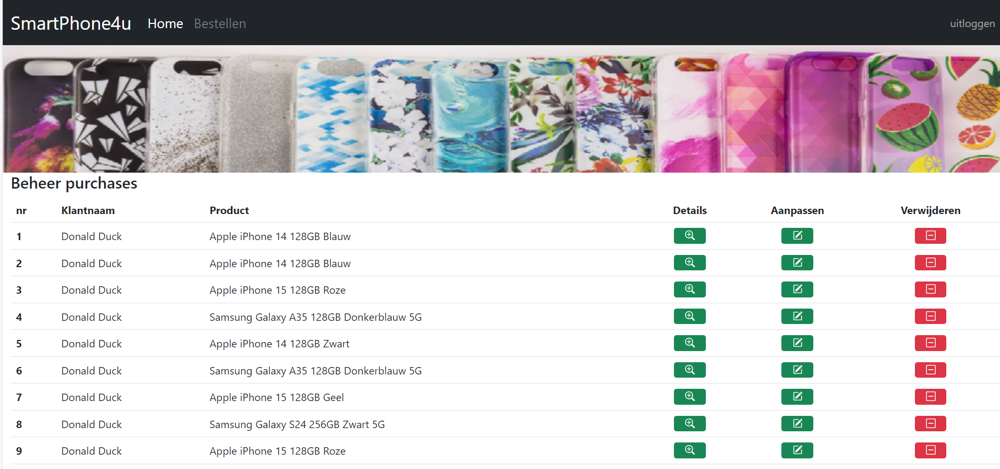 SmartPhone4u Home Bestellen uitloggen
Beheer purchases
nr Klantnaam Product Details Aanpassen Verwijderen
1 Donald Duck Apple iPhone 14 128GB Blauw
2 Donald Duck Apple iPhone 14 128GB Blauw
3 Donald Duck Apple iPhone 15 128GB Roze
4 Donald Duck Samsung Galaxy A35 128GB Donkerblauw 5G
5 Donald Duck Apple iPhone 14 128GB Zwart
6 Donald Duck Samsung Galaxy A35 128GB Donkerblauw 5G
7 Donald Duck Apple iPhone 15 128GB Geel
8 Donald Duck Samsung Galaxy S24 256GB Zwart 5G
9 Donald Duck Apple iPhone 15 128GB Roze